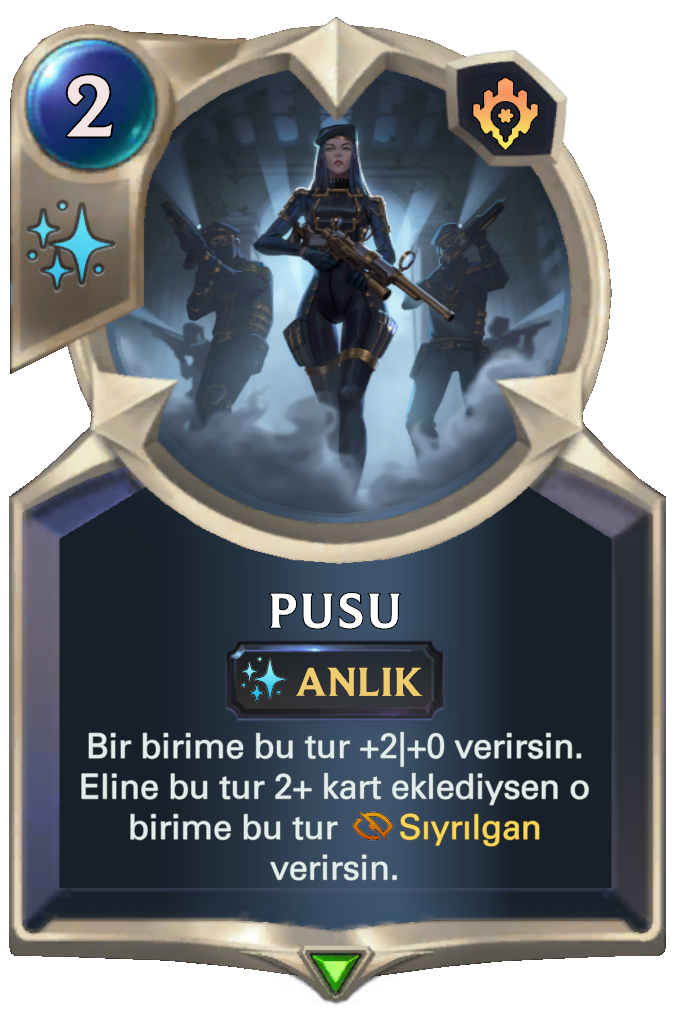 2
PUSU
ANLIK
Bir birime bu tur +2|+0 verirsin.
Eline bu tur 2+ kart eklediysen o
birime bu tur Sıyrılgan
verirsin.